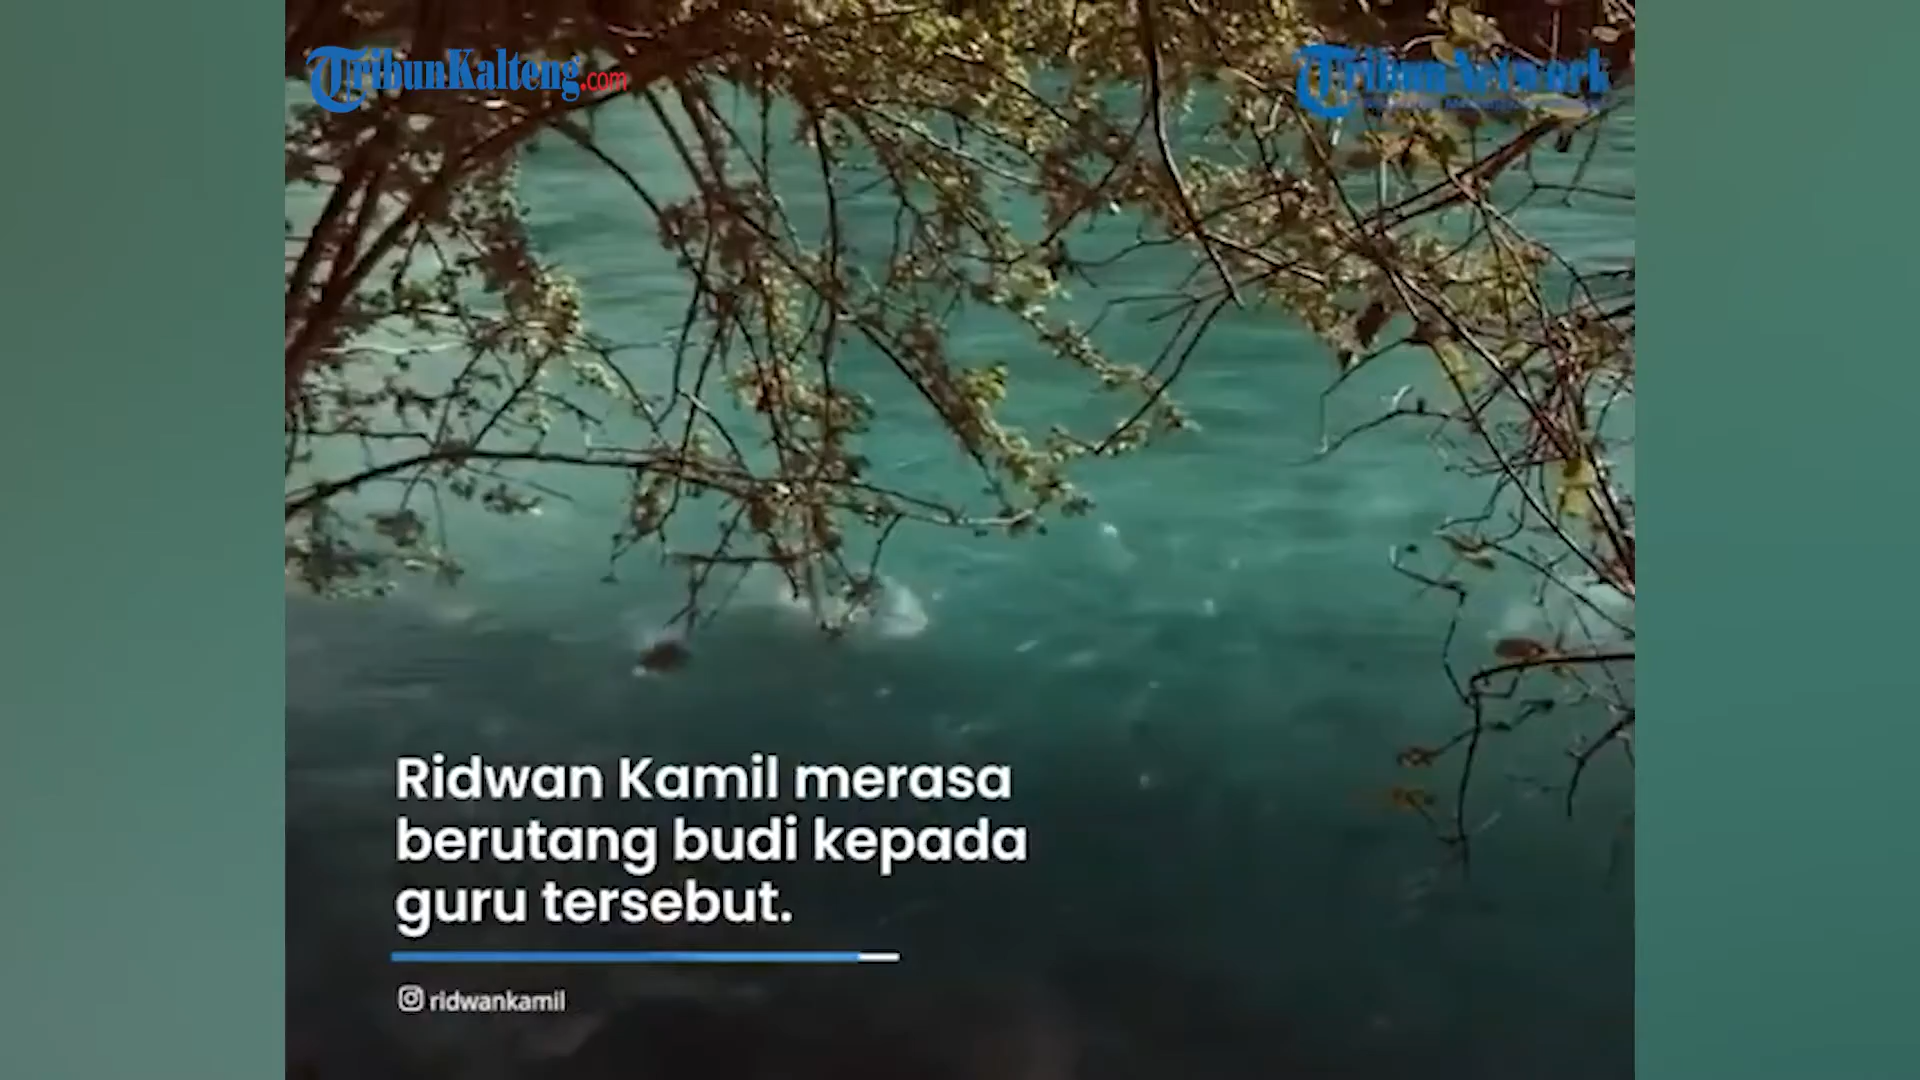 TribunKalteng.com
Tribun Network
Ridwan Kamil merasa
berutang budi kepada
guru tersebut.
ridwankamil